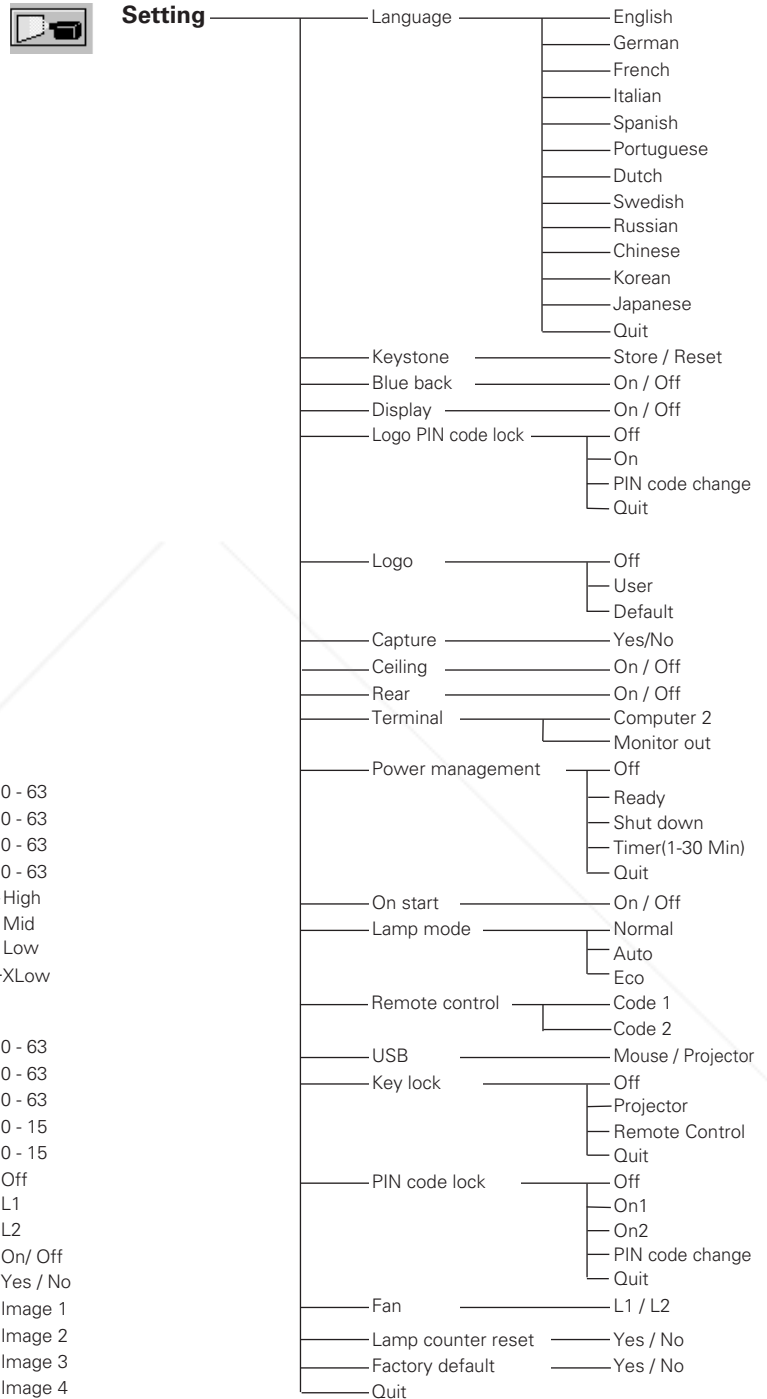 Setting Language English
German
French
Italian
Spanish
Portuguese
Dutch
Swedish
Russian
Chinese
Korean
Japanese
Quit
Keystone Store / Reset
Blue back On / Off
Display On / Off
Logo PIN code lock Off
On
PIN code change
Quit
Logo Off
User
Default
Capture Yes/No
Ceiling On / Off
Rear On / Off
Terminal Computer 2
Monitor out
Power management Off
Ready
Shut down
Timer(1-30 Min)
Quit
On start On / Off
Lamp mode Normal
Auto
Eco
Remote control Code 1
Code 2
USB Mouse / Projector
Key lock Off
Projector
Remote Control
Quit
PIN code lock Off
On1
On2
PIN code change
Quit
Fan L1 / L2
Lamp counter reset Yes / No
Factory default Yes / No
Quit
0 - 63
0 - 63
0 - 63
0 - 63
High
Mid
Low
XLow
0 - 63
0 - 63
0 - 63
0 - 15
0 - 15
Off
L1
L2
On/ Off
Yes / No
Image 1
Image 2
Image 3
Image 4